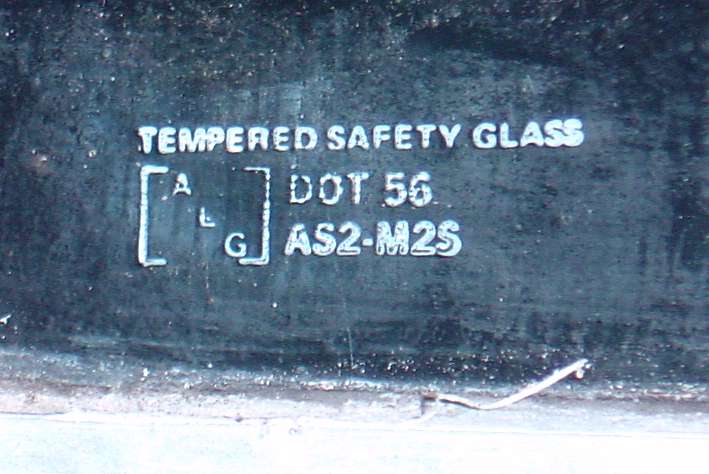 TEMPERED SAFETY GLASS
A
L
G
DOT 56
AS2-M2S